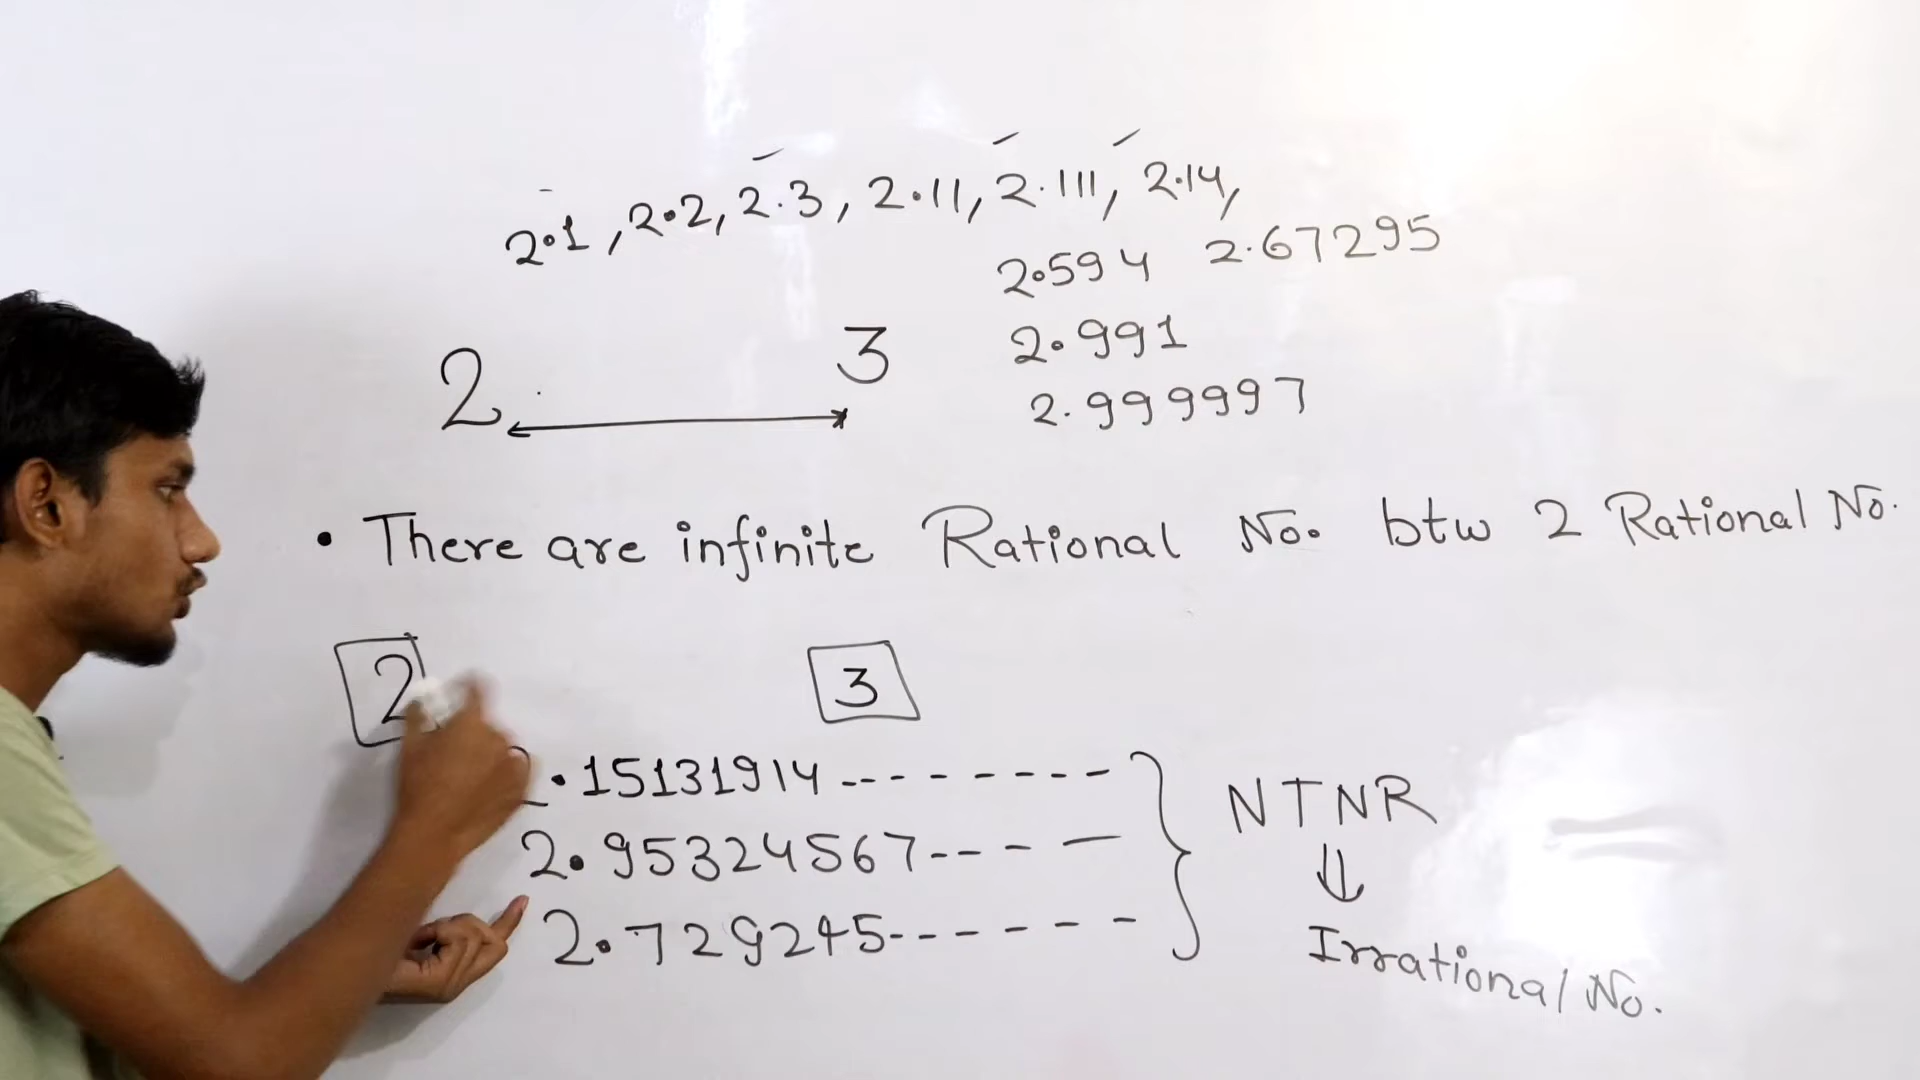 2.1, 2.2, 2.3, 2.11, 2.111, 2.14,
2.594 2.67295
2 3 2.991
2.999997
• There are infinite Rational No. btw 2 Rational No.
2 3
2.15131914--------- NTNR
2.95324567---- ⇓
2.729245------ Irrational No.